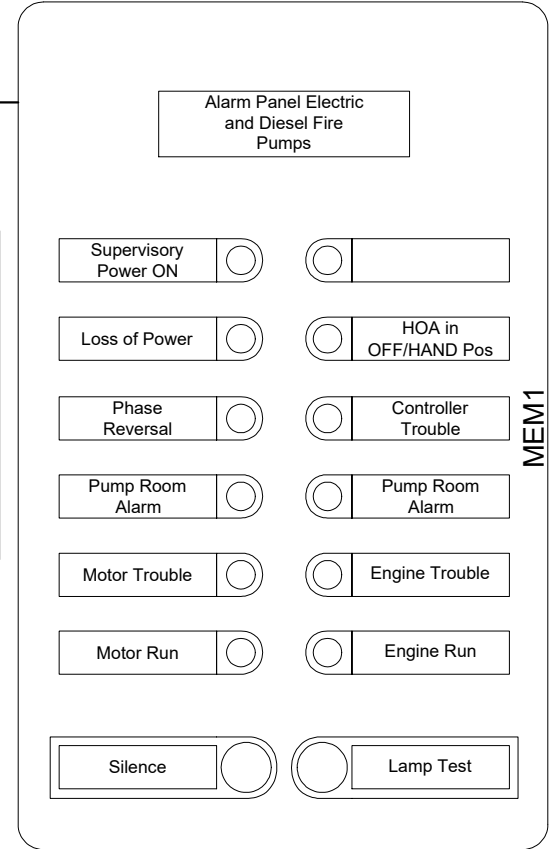 Alarm Panel Electric
and Diesel Fire
Pumps
Supervisory
Power ON
Loss of Power
HOA in
OFF/HAND Pos
Phase
Reversal
Controller
Trouble
MEM1
Pump Room
Alarm
Pump Room
Alarm
Motor Trouble
Engine Trouble
Motor Run
Engine Run
Silence
Lamp Test